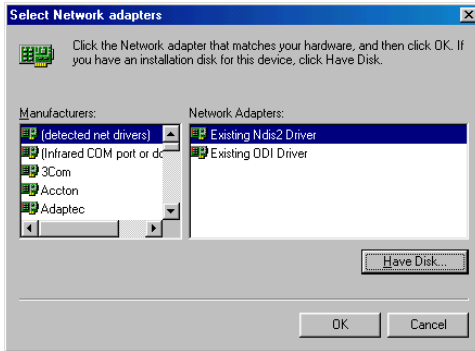 Select Network adapters
Click the Network adapter that matches your hardware, and then click OK. If
you have an installation disk for this device, click Have Disk.
Manufacturers:
(detected net drivers)
(Infrared COM port or do
3Com
Accton
Adaptec
Network Adapters:
Existing Ndis2 Driver
Existing ODI Driver
Have Disk...
OK
Cancel